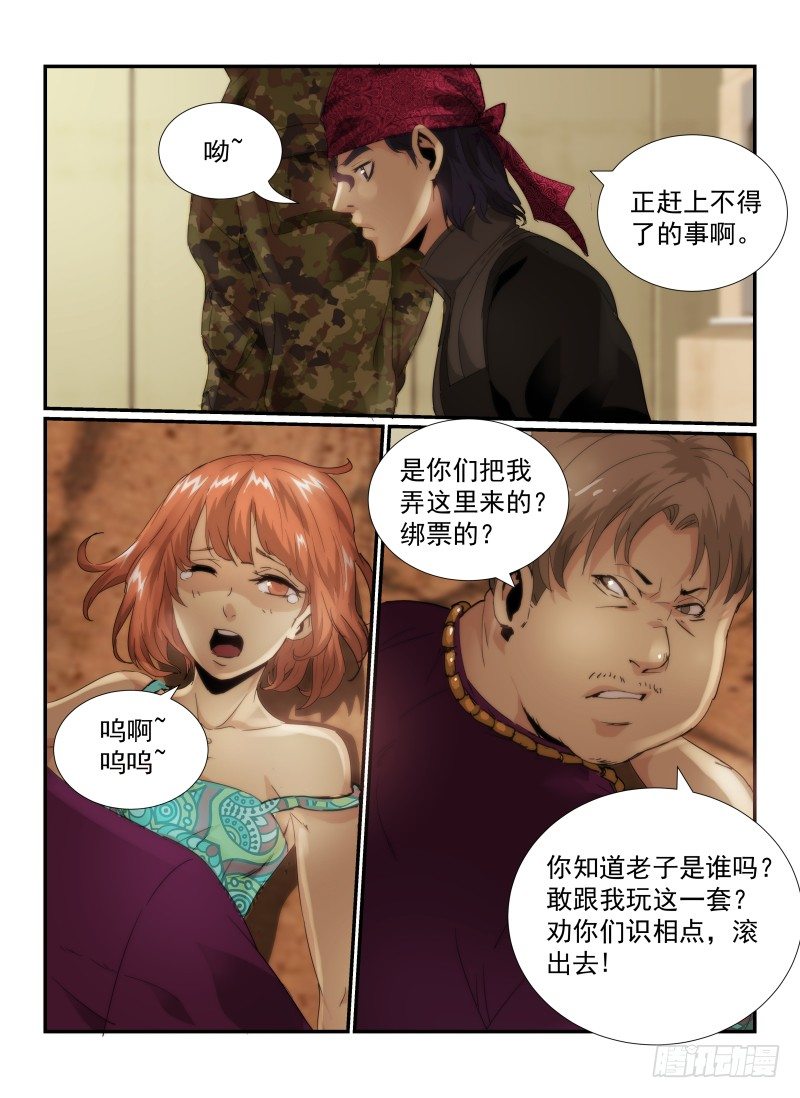 呦~
正赶上不得
了的事啊。
是你们把我
弄这里来的？
绑票的？
呜啊~
呜呜~
你知道老子是谁吗？
敢跟我玩这一套？
劝你们识相点，滚
出去！
腾讯动漫